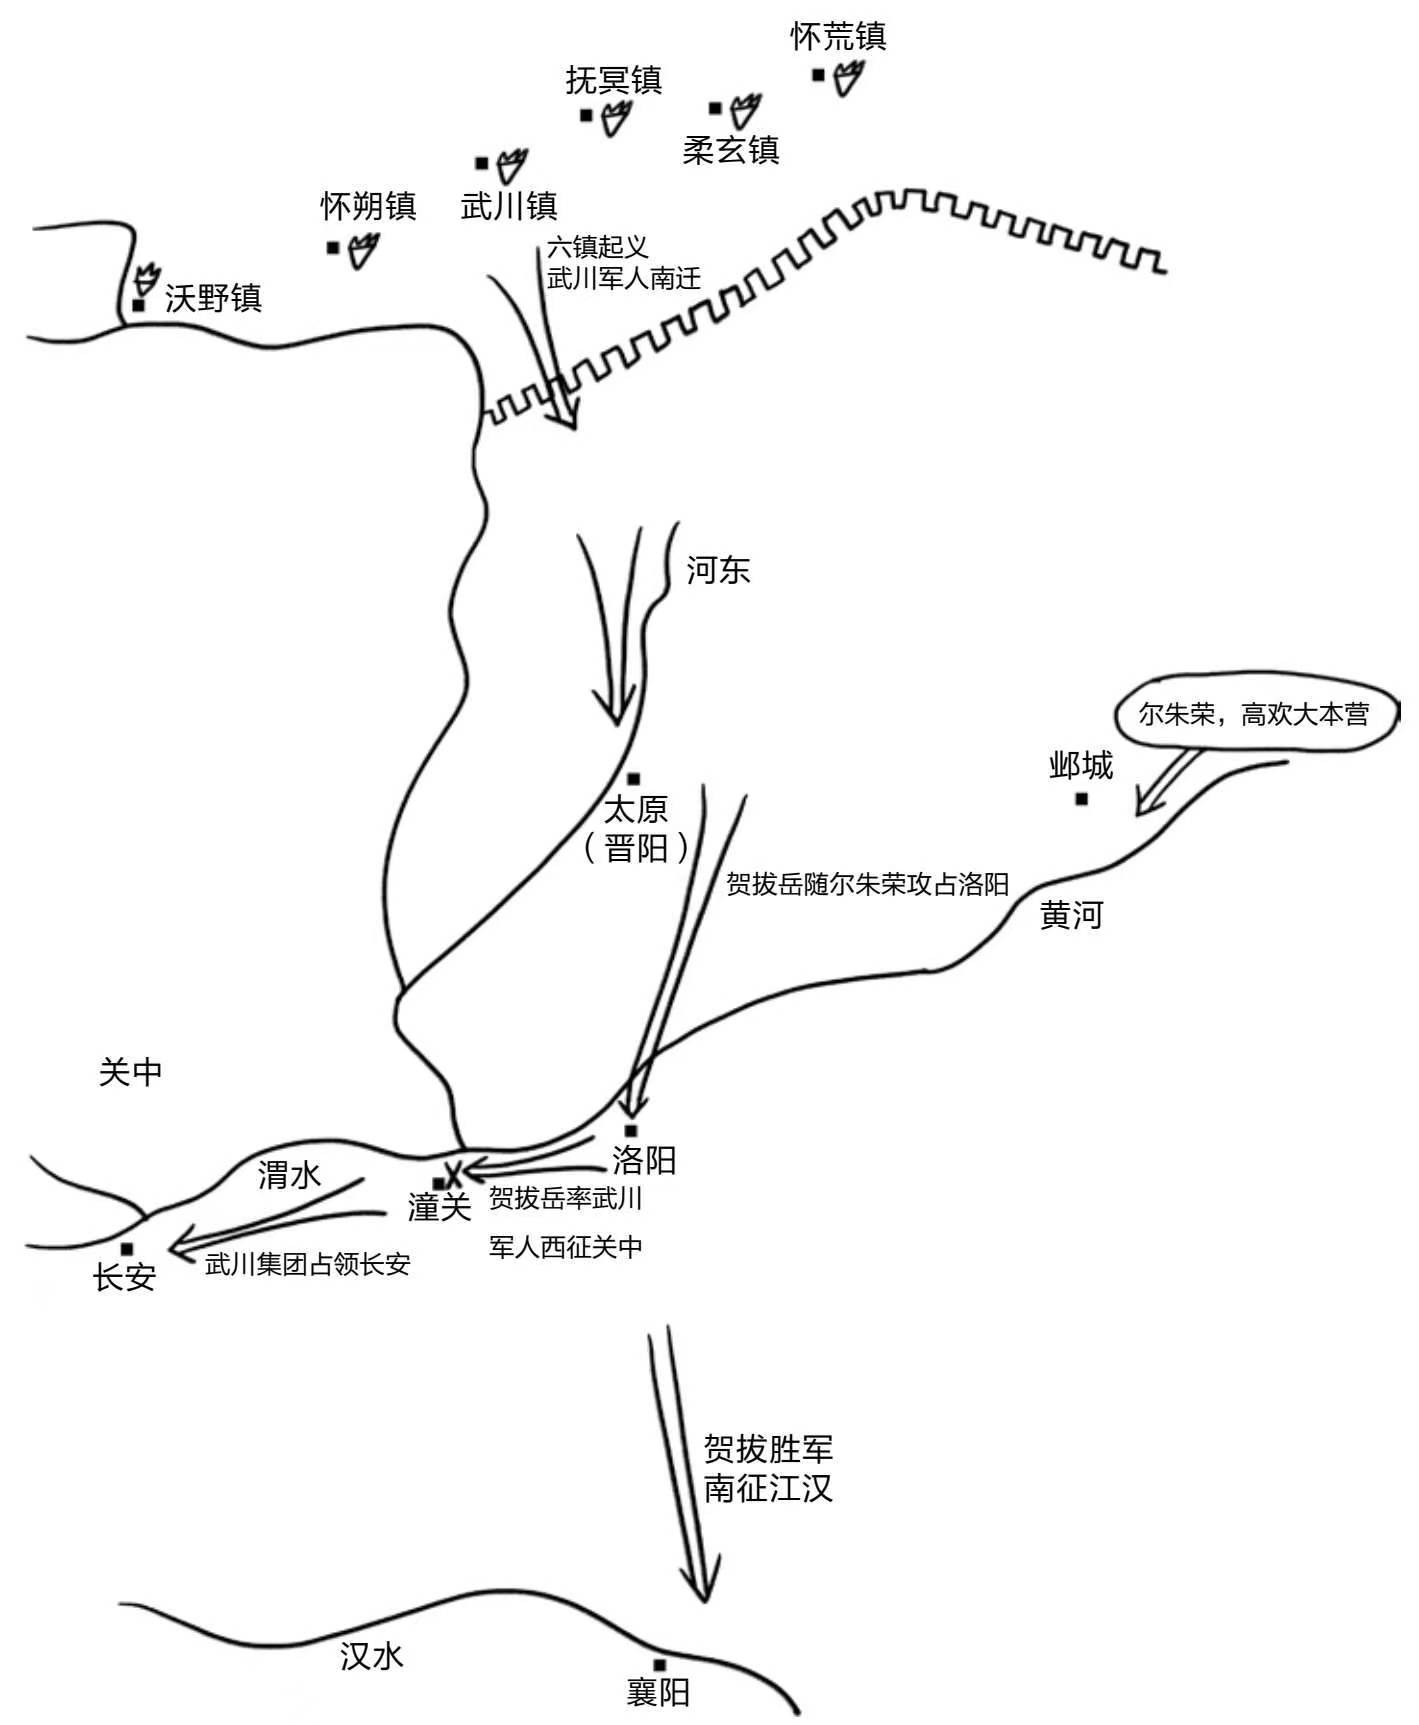 怀荒镇
抚冥镇
柔玄镇
武川镇
怀朔镇
沃野镇
六镇起义
武川军人南迁
河东
尔朱荣，高欢大本营
邺城
太原
（晋阳）
贺拔岳随尔朱荣攻占洛阳
黄河
关中
渭水
洛阳
潼关
贺拔岳率武川
军人西征关中
武川集团占领长安
长安
贺拔胜军
南征江汉
汉水
襄阳